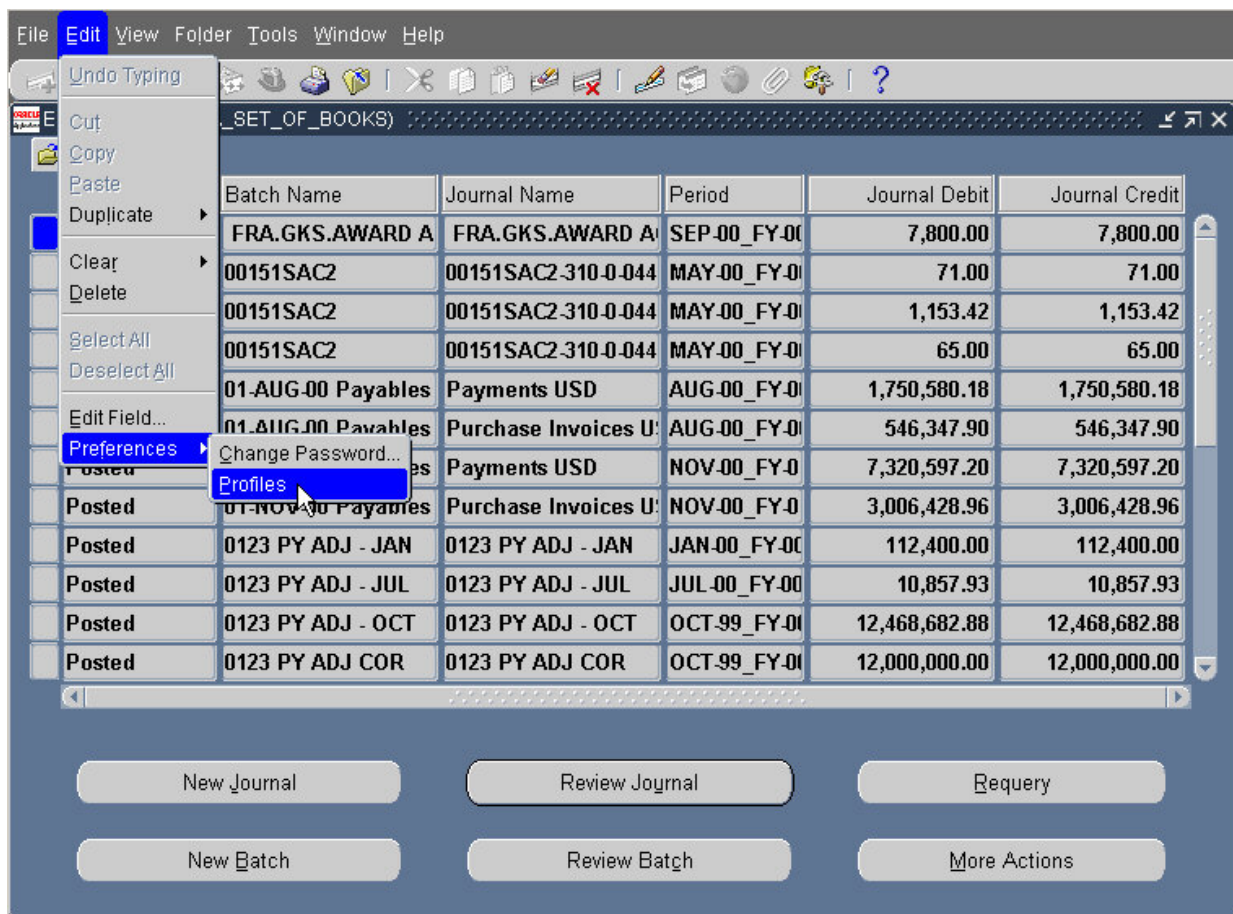 File Edit View Folder Tools Window Help
Undo Typing
Cut
Copy
Paste
Duplicate
Clear
Delete
Select All
Deselect All
Edit Field...
Preferences
Change Password...
Profiles
ORACLE
E _SET_OF_BOOKS)
Batch Name Journal Name Period Journal Debit Journal Credit
FRA.GKS.AWARD A FRA.GKS.AWARD A SEP-00_FY-00 7,800.00 7,800.00
00151SAC2 00151SAC2-310-0-044 MAY-00_FY-0 71.00 71.00
00151SAC2 00151SAC2-310-0-044 MAY-00_FY-0 1,153.42 1,153.42
00151SAC2 00151SAC2-310-0-044 MAY-00_FY-0 65.00 65.00
01-AUG-00 Payables Payments USD AUG-00_FY-0 1,750,580.18 1,750,580.18
01-AUG-00 Payables Purchase Invoices U AUG-00_FY-0 546,347.90 546,347.90
Posted es Payments USD NOV-00_FY-0 7,320,597.20 7,320,597.20
Posted 01-NOV-00 Payables Purchase Invoices U NOV-00_FY-0 3,006,428.96 3,006,428.96
Posted 0123 PY ADJ - JAN 0123 PY ADJ - JAN JAN-00_FY-00 112,400.00 112,400.00
Posted 0123 PY ADJ - JUL 0123 PY ADJ - JUL JUL-00_FY-00 10,857.93 10,857.93
Posted 0123 PY ADJ - OCT 0123 PY ADJ - OCT OCT-99_FY-0 12,468,682.88 12,468,682.88
Posted 0123 PY ADJ COR 0123 PY ADJ COR OCT-99_FY-0 12,000,000.00 12,000,000.00
New Journal Review Journal Requery
New Batch Review Batch More Actions